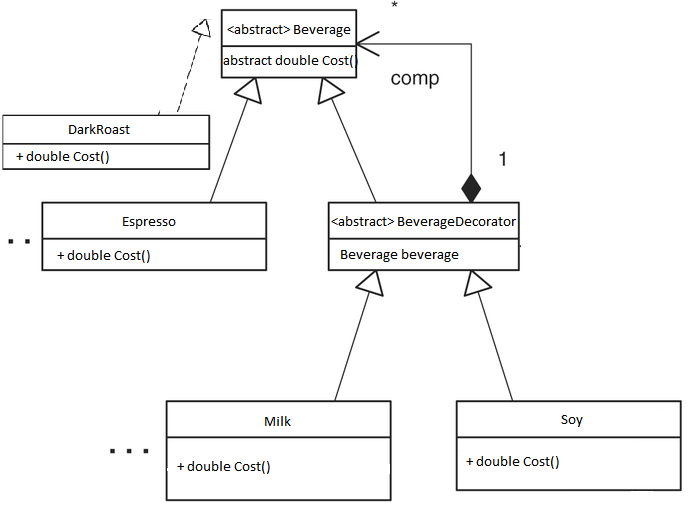 *
<abstract> Beverage
abstract double Cost()
comp
DarkRoast
+ double Cost()
1
Espresso
+ double Cost()
<abstract> BeverageDecorator
Beverage beverage
Milk
+ double Cost()
Soy
+ double Cost()